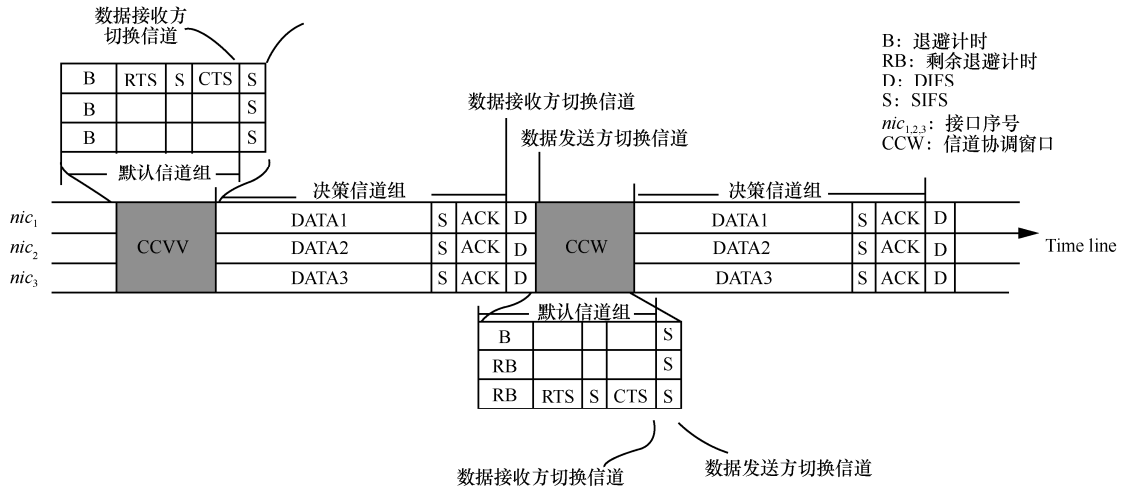 数据接收方
切换信道
B RTS S CTS S
B S
B S
默认信道组
B：退避计时
RB：剩余退避计时
D：DIFS
S：SIFS
nic1,2,3：接口序号
CCW：信道协调窗口
数据接收方切换信道
数据发送方切换信道
决策信道组 决策信道组
nic1 DATA1 S ACK D DATA1 S ACK D
nic2 CCVV DATA2 S ACK D CCW DATA2 S ACK D Time line
nic3 DATA3 S ACK D DATA3 S ACK D
默认信道组
B S
RB S
RB RTS S CTS S
数据接收方切换信道
数据发送方切换信道